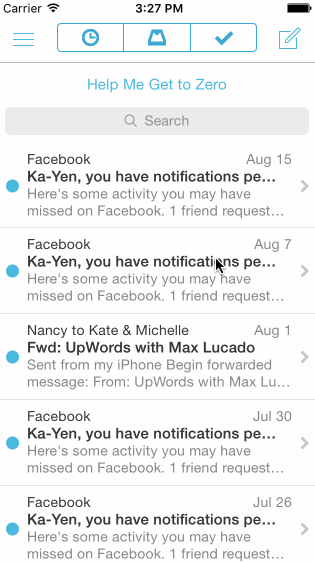 Carrier 3:27 PM
Help Me Get to Zero
Search
Facebook Aug 15
Ka-Yen, you have notifications pe...
Here's some activity you may have
missed on Facebook. 1 friend request...
Facebook Aug 7
Ka-Yen, you have notifications pe...
Here's some activity you may have
missed on Facebook. 1 friend request...
Nancy to Kate & Michelle Aug 1
Fwd: UpWords with Max Lucado
Sent from my iPhone Begin forwarded
message: From: UpWords with Max Lu...
Facebook Jul 30
Ka-Yen, you have notifications pe...
Here's some activity you may have
missed on Facebook. 1 friend request...
Facebook Jul 26
Ka-Yen, you have notifications pe...
Here's some activity you may have
missed on Facebook. 1 friend request...